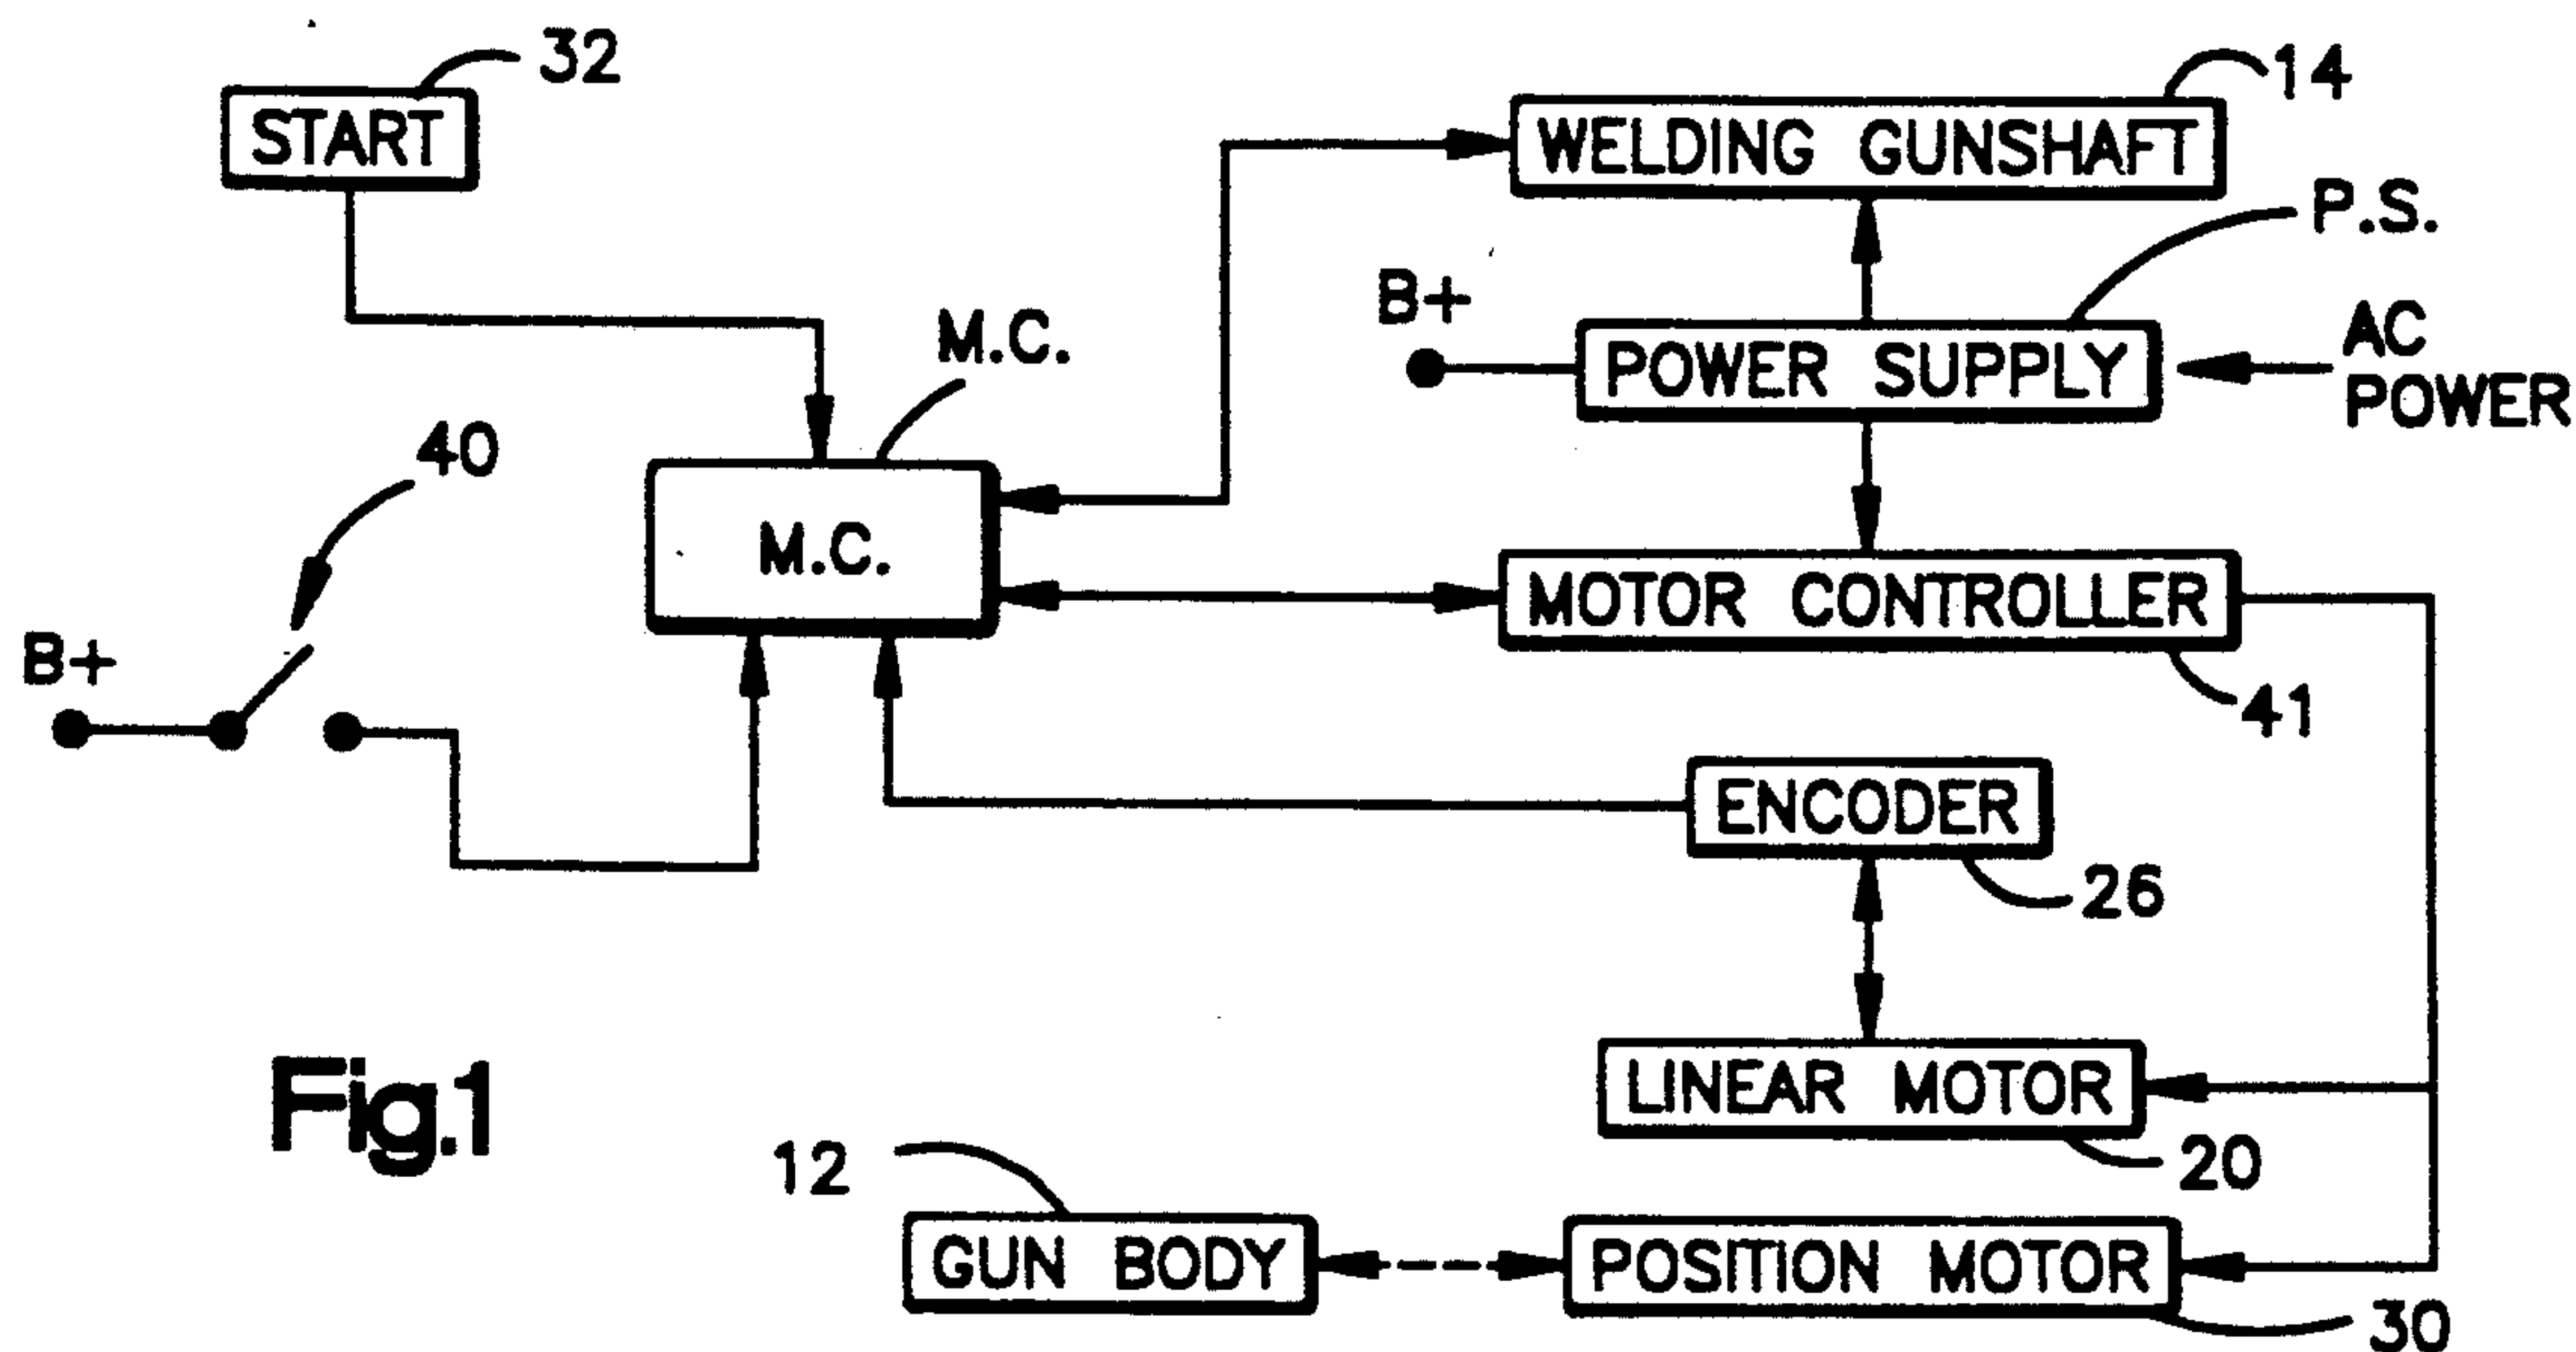 32
START
14
WELDING GUNSHAFT
P.S.
B+
POWER SUPPLY
AC
POWER
M.C.
M.C.
40
B+
MOTOR CONTROLLER
41
ENCODER
26
LINEAR MOTOR
20
Fig.1
12
GUN BODY
POSITION MOTOR
30